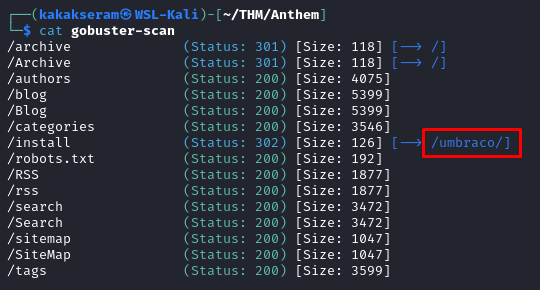 ┌──(kakakseram㉿WSL-Kali)-[~/THM/Anthem]
└─$ cat gobuster-scan
/archive (Status: 301) [Size: 118] [--> /]
/Archive (Status: 301) [Size: 118] [--> /]
/authors (Status: 200) [Size: 4075]
/blog (Status: 200) [Size: 5399]
/Blog (Status: 200) [Size: 5399]
/categories (Status: 200) [Size: 3546]
/install (Status: 302) [Size: 126] [--> /umbraco/]
/robots.txt (Status: 200) [Size: 192]
/RSS (Status: 200) [Size: 1877]
/rss (Status: 200) [Size: 1877]
/search (Status: 200) [Size: 3472]
/Search (Status: 200) [Size: 3472]
/sitemap (Status: 200) [Size: 1047]
/SiteMap (Status: 200) [Size: 1047]
/tags (Status: 200) [Size: 3599]